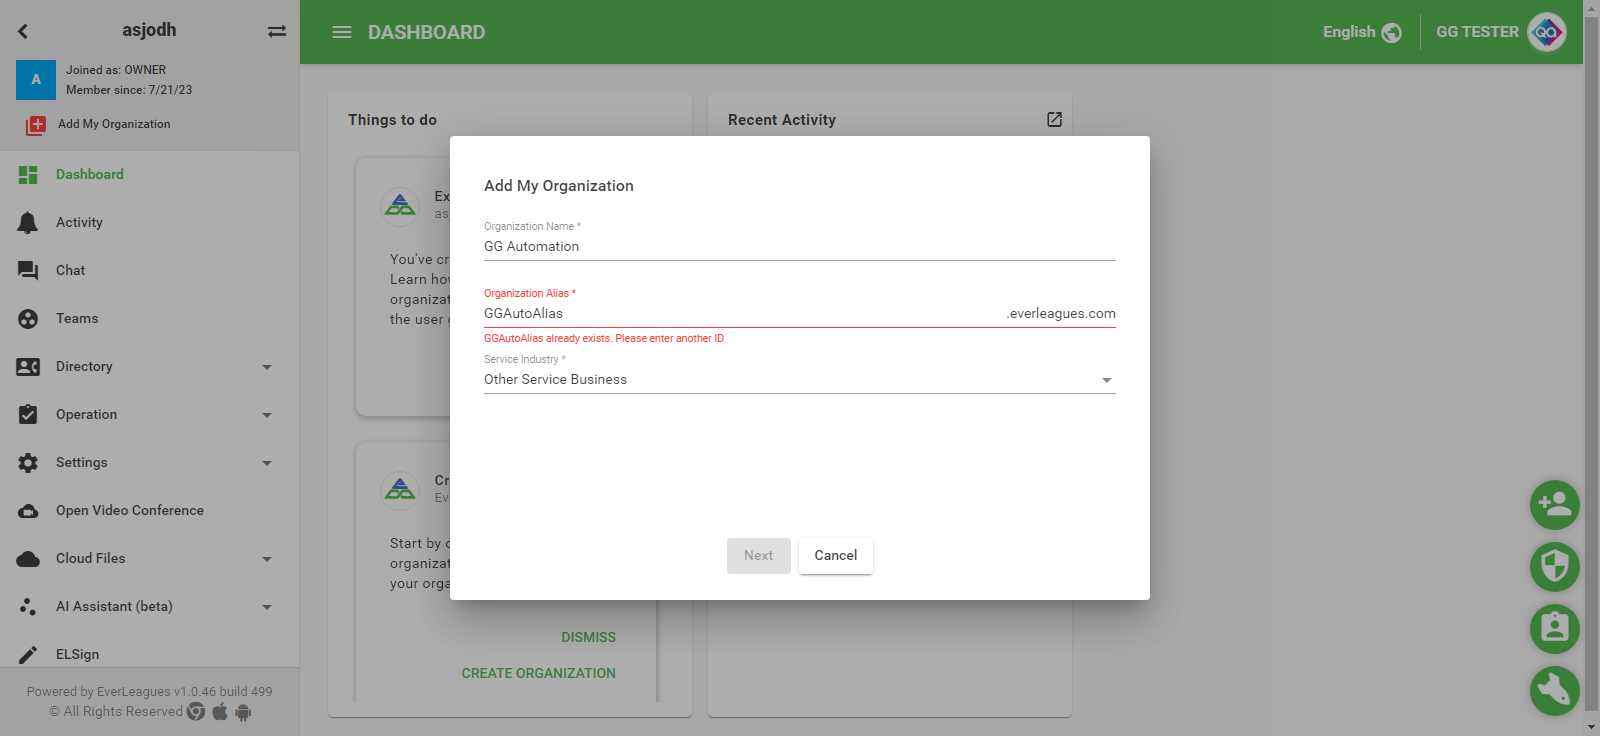 asjodh
A
Joined as: OWNER
Member since: 7/21/23
Add My Organization
Dashboard
Activity
Chat
Teams
Directory
Operation
Settings
Open Video Conference
Cloud Files
AI Assistant (beta)
ELSign
Powered by EverLeagues v1.0.46 build 499
© All Rights Reserved
DASHBOARD
English
GG TESTER
QA
Things to do
Recent Activity
Ex
as
You've cr
Learn how
organizat
the user
Cr
Ev
Start by
organizat
your orga
DISMISS
CREATE ORGANIZATION
Add My Organization
Organization Name *
GG Automation
Organization Alias *
GGAutoAlias .everleagues.com
GGAutoAlias already exists. Please enter another ID
Service Industry *
Other Service Business
Next
Cancel